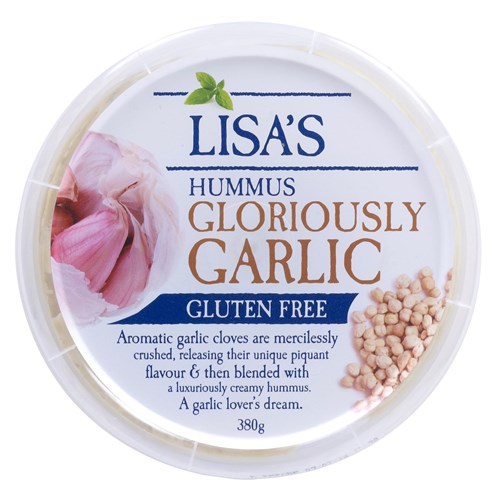 LISA'S
HUMMUS
GLORIOUSLY
GARLIC
GLUTEN FREE
Aromatic garlic cloves are mercilessly
crushed, releasing their unique piquant
flavour & then blended with
a luxuriously creamy hummus.
A garlic lover's dream.
380g